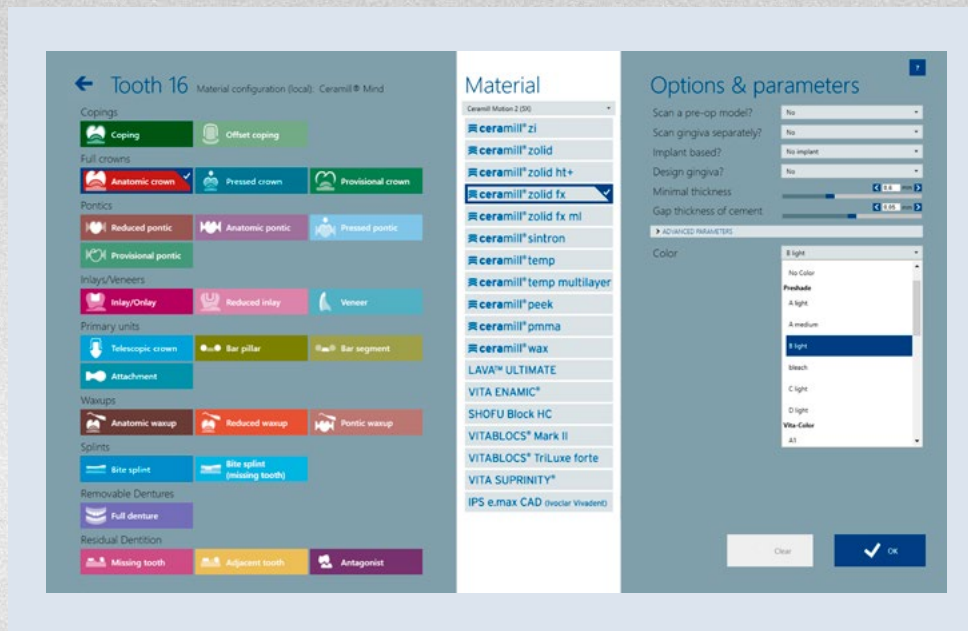 Tooth 16 Material configuration (local): Ceramill® Mind
Copings
Coping
Offset coping
Full crowns
Anatomic crown
Pressed crown
Provisional crown
Pontics
Reduced pontic
Anatomic pontic
Pressed pontic
Provisional pontic
Inlays/Veneers
Inlay/Onlay
Reduced inlay
Veneer
Primary units
Telescopic crown
Bar pillar
Bar segment
Attachment
Waxups
Anatomic waxup
Reduced waxup
Pontic waxup
Splints
Bite splint
Bite splint
(missing tooth)
Removable Dentures
Full denture
Residual Dentition
Missing tooth
Adjacent tooth
Antagonist
Material
Ceramill Motion 2 (5X)
ceramill® zi
ceramill® zolid
ceramill® zolid ht+
ceramill® zolid fx
ceramill® zolid fx ml
ceramill® sintron
ceramill® temp
ceramill® temp multilayer
ceramill® peek
ceramill® pmma
ceramill® wax
LAVA™ ULTIMATE
VITA ENAMIC®
SHOFU Block HC
VITABLOCS® Mark II
VITABLOCS® TriLuxe forte
VITA SUPRINITY®
IPS e.max CAD (Ivoclar Vivadent)
?
Options & parameters
Scan a pre-op model? No
Scan gingiva separately? No
Implant based? No implant
Design gingiva? No
Minimal thickness 0.6 mm
Gap thickness of cement 0.05 mm
ADVANCED PARAMETERS
Color B light
No Color
Preshade
A light
A medium
B light
bleach
C light
D light
Vita-Color
A1
Clear
OK